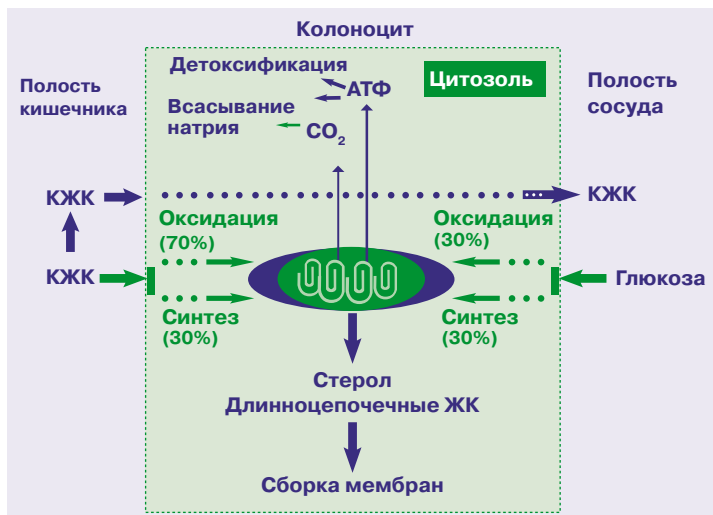 Колоноцит
Детоксификация
АТФ
Цитозоль
Полость
кишечника
Полость
сосуда
Всасывание
натрия
CO2
КЖК
КЖК
Оксидация
(70%)
Оксидация
(30%)
КЖК
Глюкоза
Синтез
(30%)
Синтез
(30%)
Стерол
Длинноцепочечные ЖК
Сборка мембран